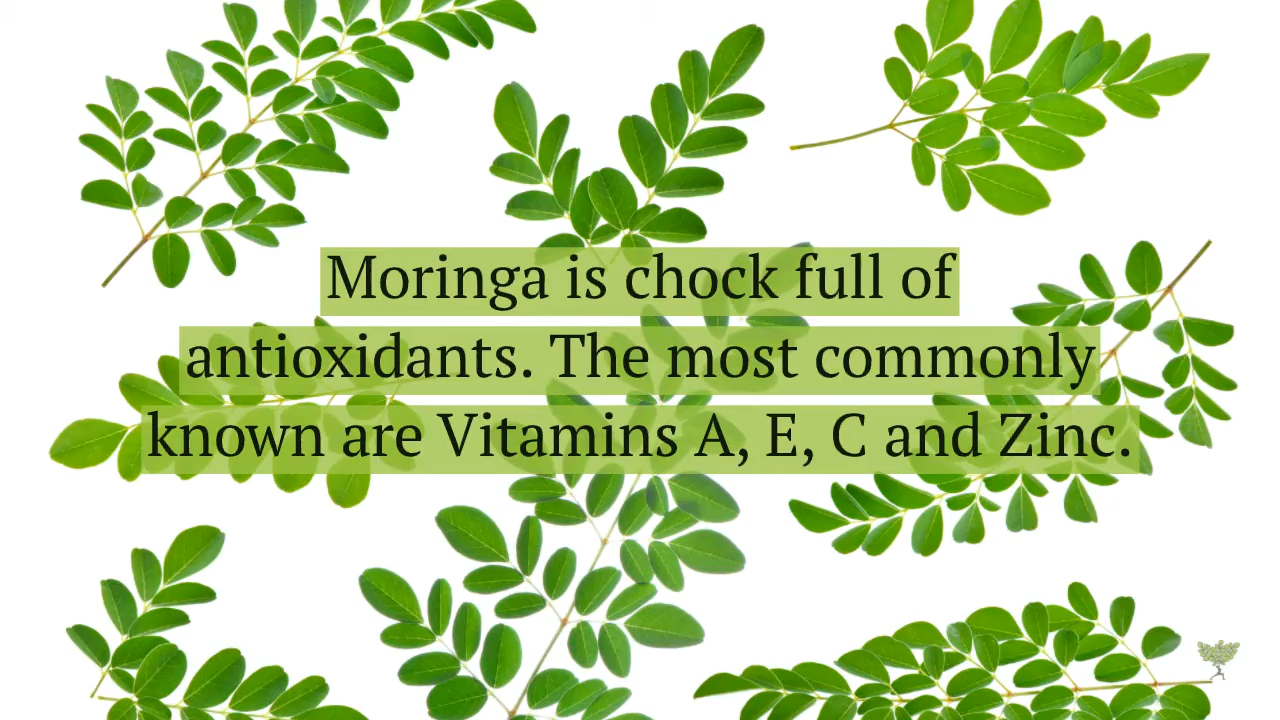 Moringa is chock full of
antioxidants. The most commonly
known are Vitamins A, E, C and Zinc.